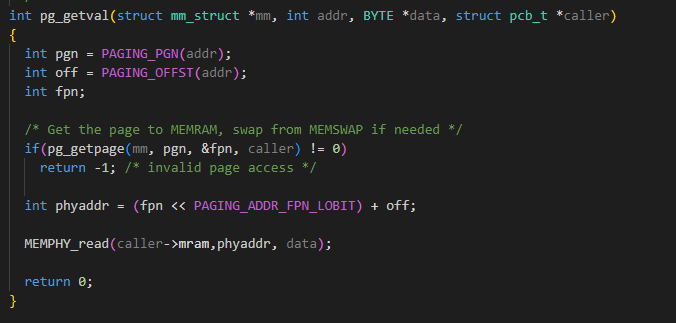 */
int pg_getval(struct mm_struct *mm, int addr, BYTE *data, struct pcb_t *caller)
{
  int pgn = PAGING_PGN(addr);
  int off = PAGING_OFFST(addr);
  int fpn;

  /* Get the page to MEMRAM, swap from MEMSWAP if needed */
  if(pg_getpage(mm, pgn, &fpn, caller) != 0)
    return -1; /* invalid page access */

  int phyaddr = (fpn << PAGING_ADDR_FPN_LOBIT) + off;

  MEMPHY_read(caller->mram,phyaddr, data);

  return 0;
}